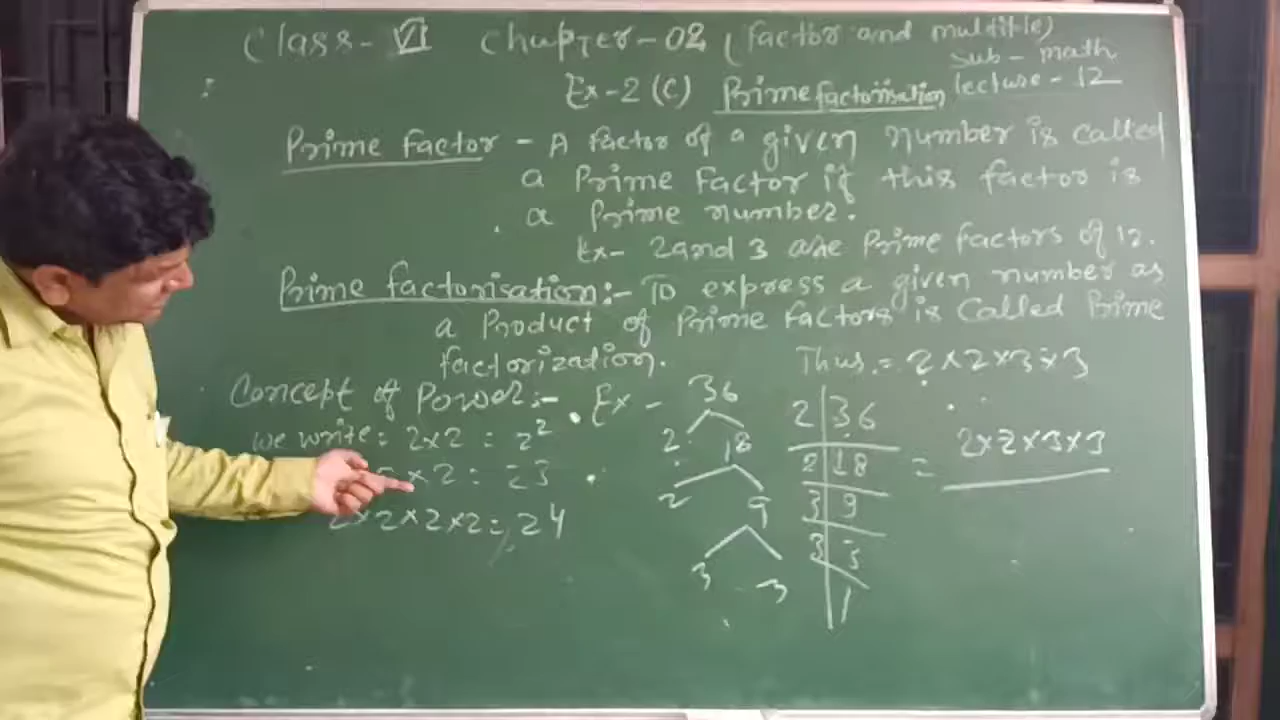 Class- VI Chapter-02 (factor and multible)
sub-math
Ex-2 (C) Prime factorisation lecture-12
Prime Factor - A factor of a given number is called
a Prime Factor if this factor is
a Prime number.
Ex- 2 and 3 are Prime factors of 12.
Prime factorisation:- To express a given number as
a Product of Prime Factors is Called Prime
factorization.
Thus = 2×2×3×3
Concept of Power:- Ex - 36
we write = 2×2 = 2²
×2 = 23
2×2×2×2 = 24
2 18
2 9
3 3
2 36
2 18
3 9
3 3
1
= 2×2×3×3